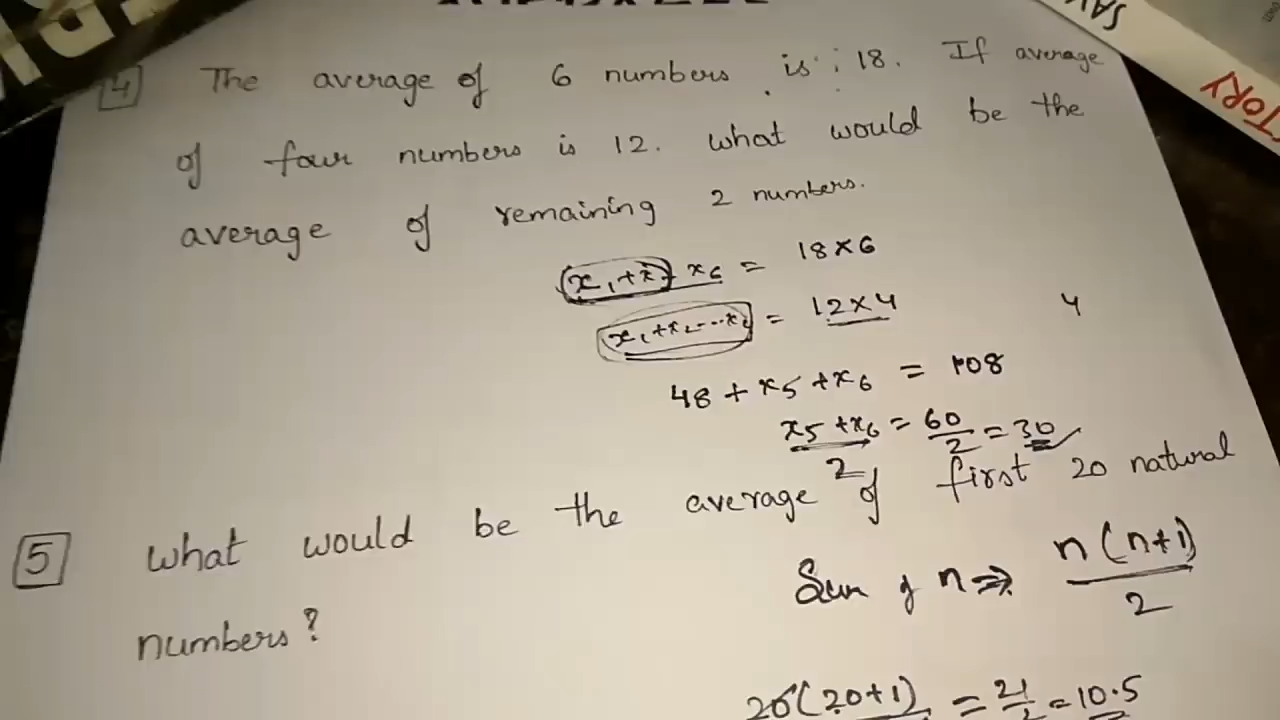 4 The average of 6 numbers is : 18. If average
of four numbers is 12. what would be the
average of remaining 2 numbers.
x₁+x x₆ = 18×6
x₁+x₂--..x₄ = 12×4
4
48+x₅+x₆ = 108
x₅+x₆/2 = 60/2 = 30
5 what would be the average of first 20 natural
numbers?
Sum of n ⇒ n(n+1)/2
20(20+1) = 21/2 = 10.5
SAV
TORY